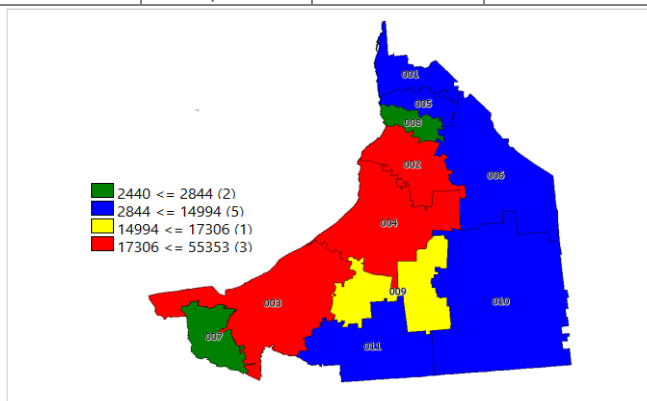 001
005
008
002
006
2440 <= 2844 (2)
2844 <= 14994 (5)
004
14994 <= 17306 (1)
17306 <= 55353 (3)
009
003
010
007
011